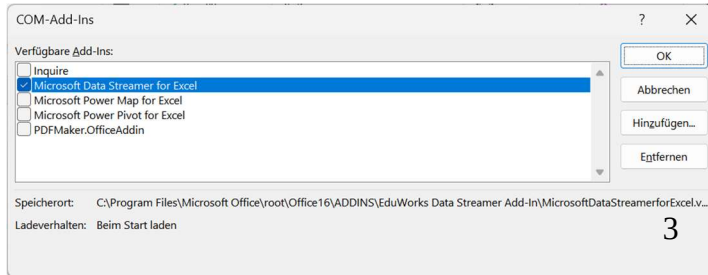 COM-Add-Ins ? X
Verfügbare Add-Ins:
Inquire
Microsoft Data Streamer for Excel
Microsoft Power Map for Excel
Microsoft Power Pivot for Excel
PDFMaker.OfficeAddin
OK
Abbrechen
Hinzufügen...
Entfernen
Speicherort: C:\Program Files\Microsoft Office\root\Office16\ADDINS\EduWorks Data Streamer Add-In\MicrosoftDataStreamerforExcel.v...
Ladeverhalten: Beim Start laden
3